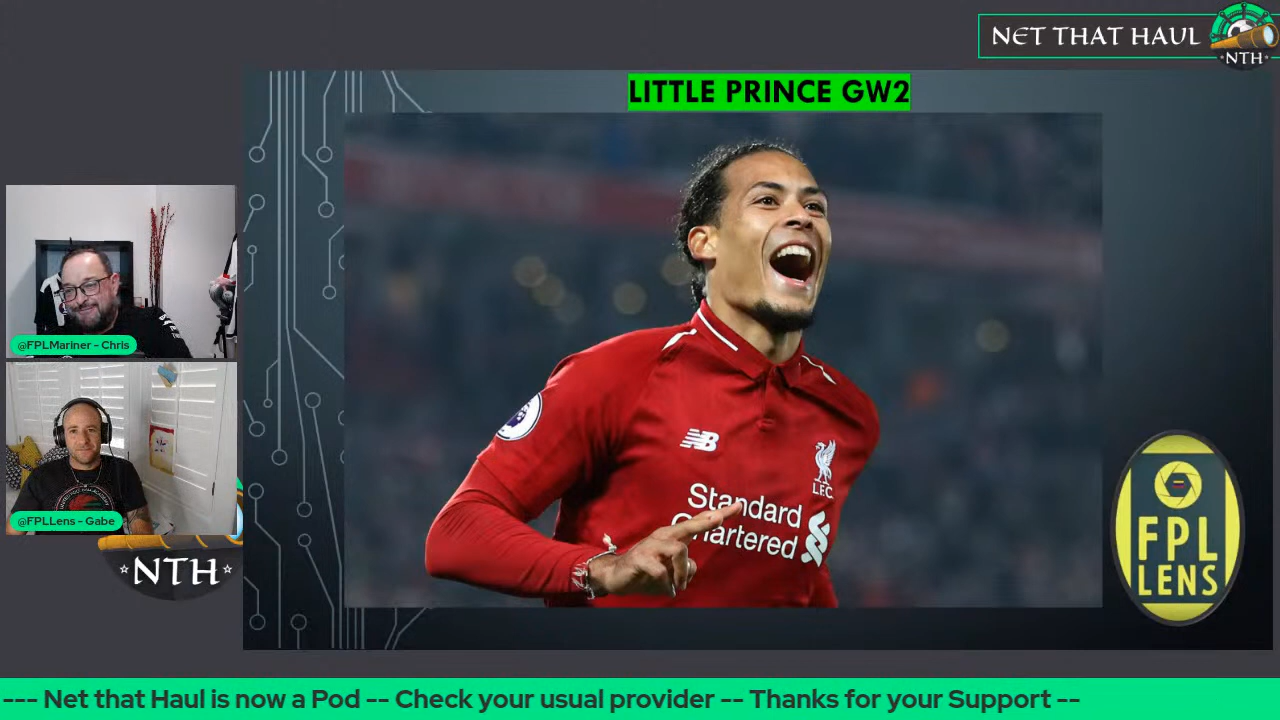 NET THAT HAUL
NTH
LITTLE PRINCE GW2
@FPLMariner - Chris
@FPLLens - Gabe
NTH
L.F.C.
Standard
Chartered
FPL
LENS
--- Net that Haul is now a Pod -- Check your usual provider -- Thanks for your Support --